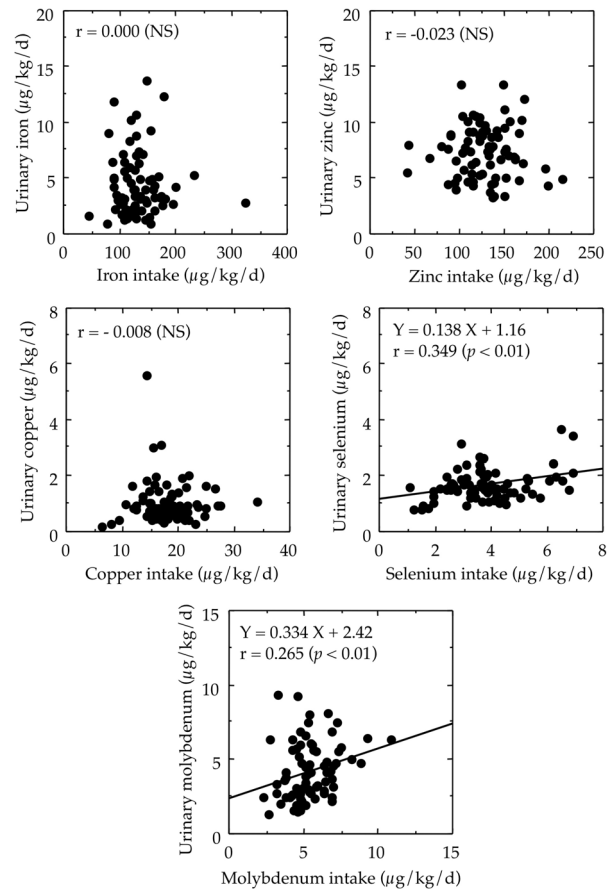 r = 0.000 (NS)
Urinary iron (µg/kg/d)
20
15
10
5
0
0 100 200 300 400
Iron intake (µg/kg/d)
r = -0.023 (NS)
Urinary zinc (µg/kg/d)
20
15
10
5
0
0 50 100 150 200 250
Zinc intake (µg/kg/d)
r = - 0.008 (NS)
Urinary copper (µg/kg/d)
8
6
4
2
0
0 10 20 30 40
Copper intake (µg/kg/d)
Y = 0.138 X + 1.16
r = 0.349 (p < 0.01)
Urinary selenium (µg/kg/d)
8
6
4
2
0
0 2 4 6 8
Selenium intake (µg/kg/d)
Y = 0.334 X + 2.42
r = 0.265 (p < 0.01)
Urinary molybdenum (µg/kg/d)
15
10
5
0
0 5 10 15
Molybdenum intake (µg/kg/d)